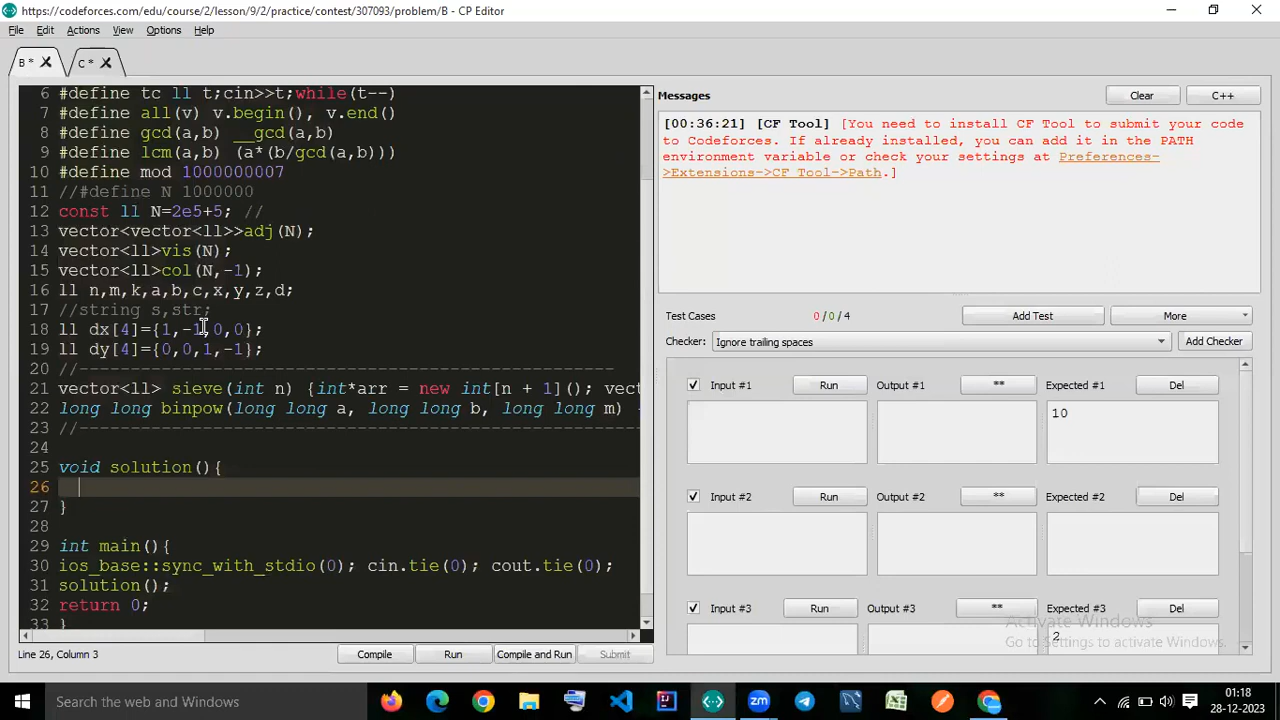 https://codeforces.com/edu/course/2/lesson/9/2/practice/contest/307093/problem/B - CP Editor
File Edit Actions View Options Help
B * C *
6 #define tc ll t;cin>>t;while(t--)
7 #define all(v) v.begin(), v.end()
8 #define gcd(a,b) __gcd(a,b)
9 #define lcm(a,b) (a*(b/gcd(a,b)))
10 #define mod 1000000007
11 //#define N 1000000
12 const ll N=2e5+5; //
13 vector<vector<ll>>adj(N);
14 vector<ll>vis(N);
15 vector<ll>col(N,-1);
16 ll n,m,k,a,b,c,x,y,z,d;
17 //string s,str;
18 ll dx[4]={1,-1,0,0};
19 ll dy[4]={0,0,1,-1};
20 //----------------------------------------------------
21 vector<ll> sieve(int n) {int*arr = new int[n + 1](); vect
22 long long binpow(long long a, long long b, long long m)
23 //-------------------------------------------------------
24
25 void solution(){
26
27 }
28
29 int main(){
30 ios_base::sync_with_stdio(0); cin.tie(0); cout.tie(0);
31 solution();
32 return 0;
33 }
Line 26, Column 3 Compile Run Compile and Run Submit
Messages Clear C++
[00:36:21] [CF Tool] [You need to install CF Tool to submit your code
to Codeforces. If already installed, you can add it in the PATH
environment variable or check your settings at Preferences-
>Extensions->CF Tool->Path.]
Test Cases 0/0/4 Add Test More
Checker: Ignore trailing spaces Add Checker
Input #1 Run Output #1 ** Expected #1 Del
10
Input #2 Run Output #2 ** Expected #2 Del
Input #3 Run Output #3 ** Expected #3 Del
2
Activate Windows
Go to Settings to activate Windows.
Search the web and Windows
01:18
28-12-2023